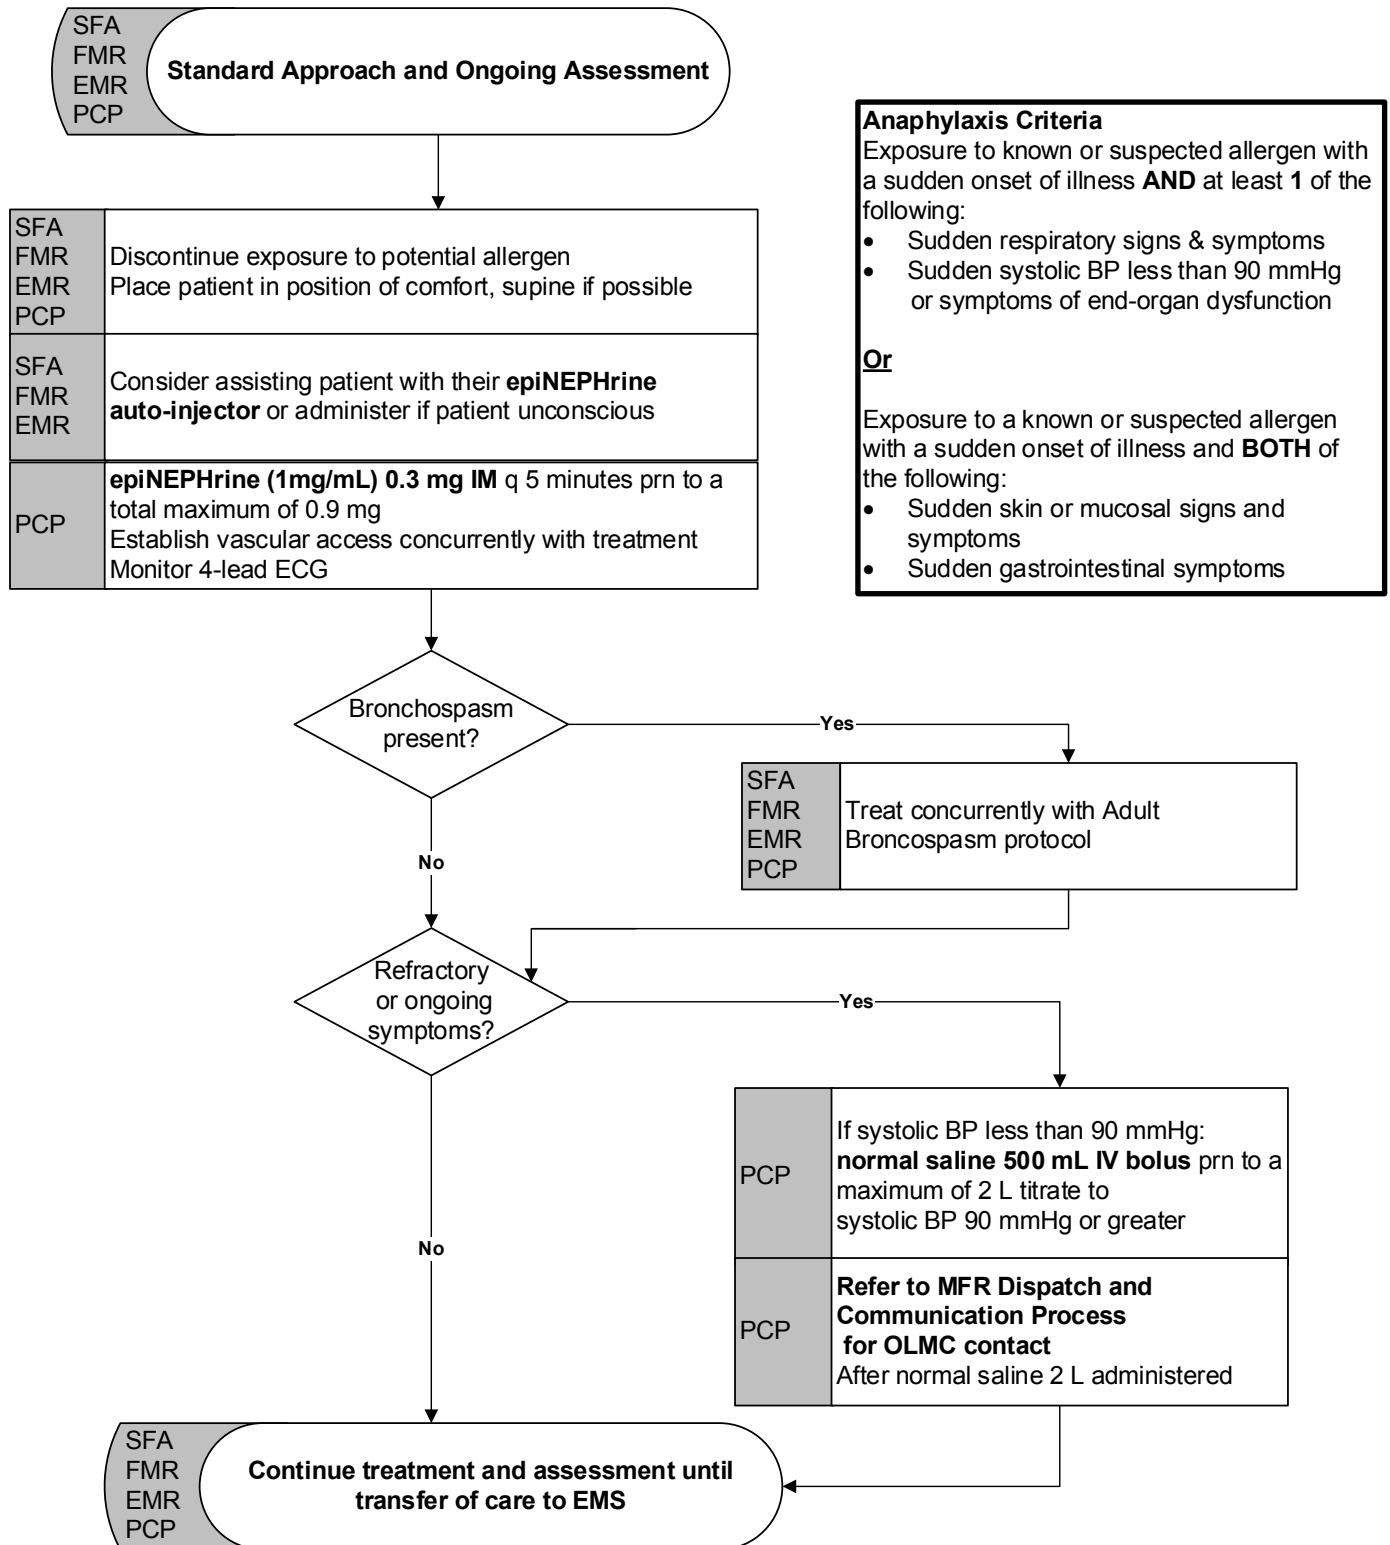 SFA
FMR
EMR
PCP
Standard Approach and Ongoing Assessment
Anaphylaxis Criteria
Exposure to known or suspected allergen with
a sudden onset of illness AND at least 1 of the
following:
• Sudden respiratory signs & symptoms
• Sudden systolic BP less than 90 mmHg
or symptoms of end-organ dysfunction
Or
Exposure to a known or suspected allergen
with a sudden onset of illness and BOTH of
the following:
• Sudden skin or mucosal signs and
symptoms
• Sudden gastrointestinal symptoms
SFA
FMR
EMR
PCP
Discontinue exposure to potential allergen
Place patient in position of comfort, supine if possible
SFA
FMR
EMR
Consider assisting patient with their epiNEPHrine
auto-injector or administer if patient unconscious
PCP
epiNEPHrine (1mg/mL) 0.3 mg IM q 5 minutes prn to a
total maximum of 0.9 mg
Establish vascular access concurrently with treatment
Monitor 4-lead ECG
Bronchospasm
present?
Yes
SFA
FMR
EMR
PCP
Treat concurrently with Adult
Broncospasm protocol
No
Refractory
or ongoing
symptoms?
Yes
PCP
If systolic BP less than 90 mmHg:
normal saline 500 mL IV bolus prn to a
maximum of 2 L titrate to
systolic BP 90 mmHg or greater
PCP
Refer to MFR Dispatch and
Communication Process
for OLMC contact
After normal saline 2 L administered
No
SFA
FMR
EMR
PCP
Continue treatment and assessment until
transfer of care to EMS